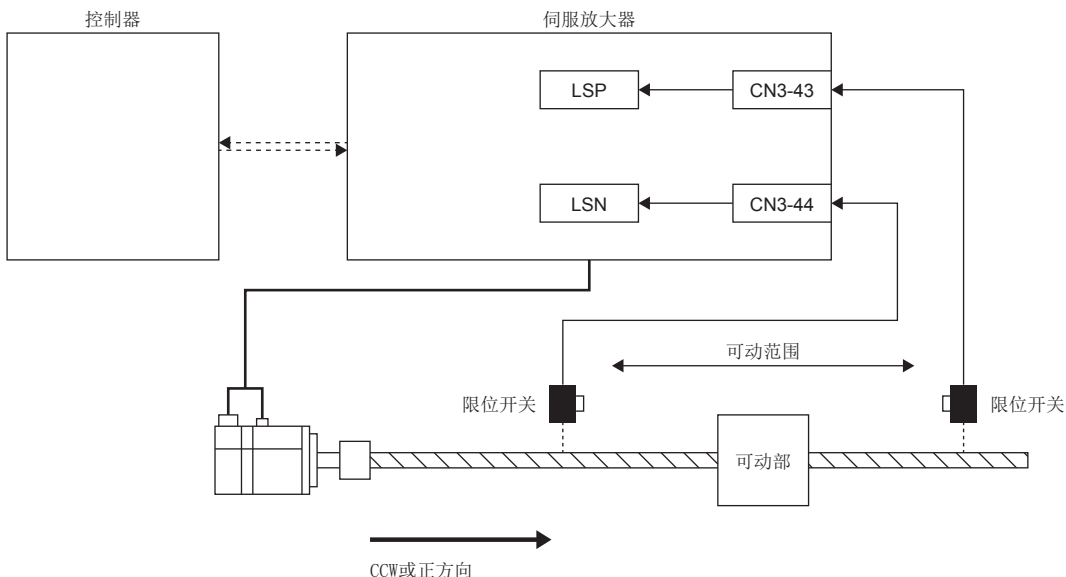 控制器
伺服放大器
LSP
CN3-43
LSN
CN3-44
可动范围
限位开关
限位开关
可动部
CCW或正方向